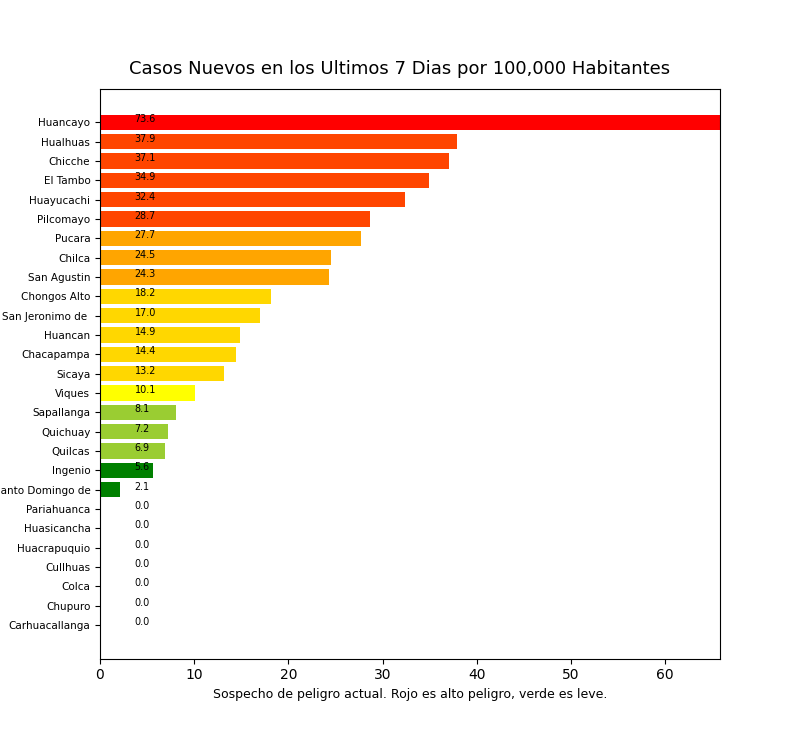 Casos Nuevos en los Ultimos 7 Dias por 100,000 Habitantes
Huancayo 73.6
Hualhuas 37.9
Chicche 37.1
El Tambo 34.9
Huayucachi 32.4
Pilcomayo 28.7
Pucara 27.7
Chilca 24.5
San Agustin 24.3
Chongos Alto 18.2
San Jeronimo de 17.0
Huancan 14.9
Chacapampa 14.4
Sicaya 13.2
Viques 10.1
Sapallanga 8.1
Quichuay 7.2
Quilcas 6.9
Ingenio 5.6
anto Domingo de 2.1
Pariahuanca 0.0
Huasicancha 0.0
Huacrapuquio 0.0
Cullhuas 0.0
Colca 0.0
Chupuro 0.0
Carhuacallanga 0.0
0 10 20 30 40 50 60
Sospecho de peligro actual. Rojo es alto peligro, verde es leve.